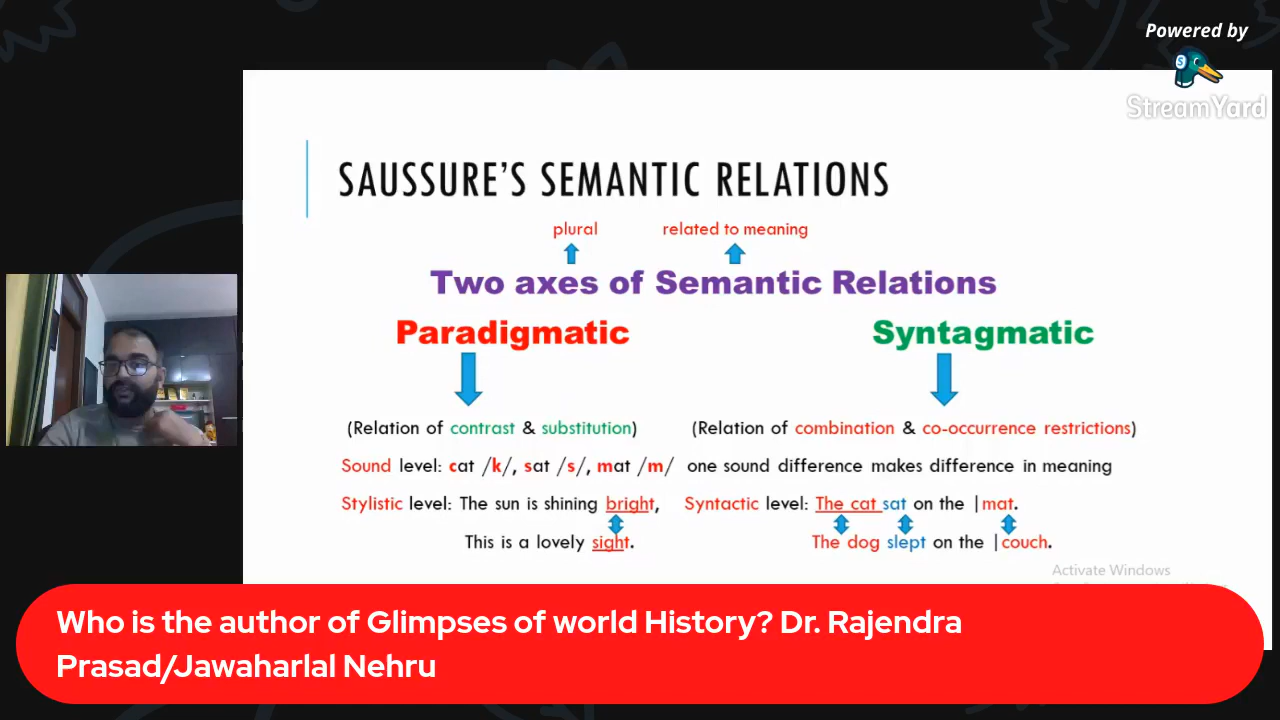 Powered by
StreamYard
SAUSSURE'S SEMANTIC RELATIONS
plural related to meaning
Two axes of Semantic Relations
Paradigmatic Syntagmatic
(Relation of contrast & substitution) (Relation of combination & co-occurrence restrictions)
Sound level: cat /k/, sat /s/, mat /m/ one sound difference makes difference in meaning
Stylistic level: The sun is shining bright, Syntactic level: The cat sat on the |mat.
This is a lovely sight. The dog slept on the |couch.
Activate Windows
Who is the author of Glimpses of world History? Dr. Rajendra
Prasad/Jawaharlal Nehru